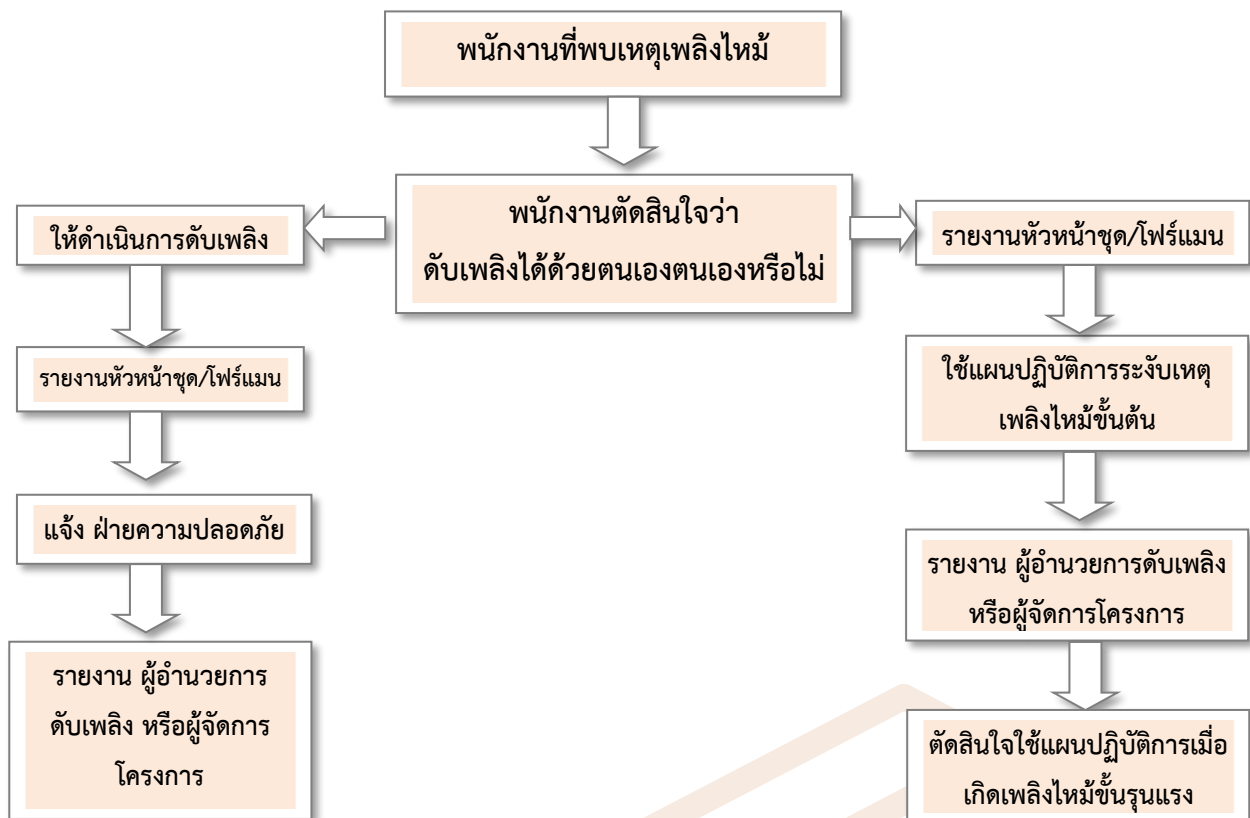 พนักงานที่พบเหตุเพลิงไหม้
พนักงานตัดสินใจว่า
ดับเพลิงได้ด้วยตนเองตนเองหรือไม่
ให้ดำเนินการดับเพลิง
รายงานหัวหน้าชุด/โฟร์แมน
แจ้ง ฝ่ายความปลอดภัย
รายงาน ผู้อำนวยการ
ดับเพลิง หรือผู้จัดการ
โครงการ
รายงานหัวหน้าชุด/โฟร์แมน
ใช้แผนปฏิบัติการระงับเหตุ
เพลิงไหม้ขั้นต้น
รายงาน ผู้อำนวยการดับเพลิง
หรือผู้จัดการโครงการ
ตัดสินใจใช้แผนปฏิบัติการเมื่อ
เกิดเพลิงไหม้ขั้นรุนแรง